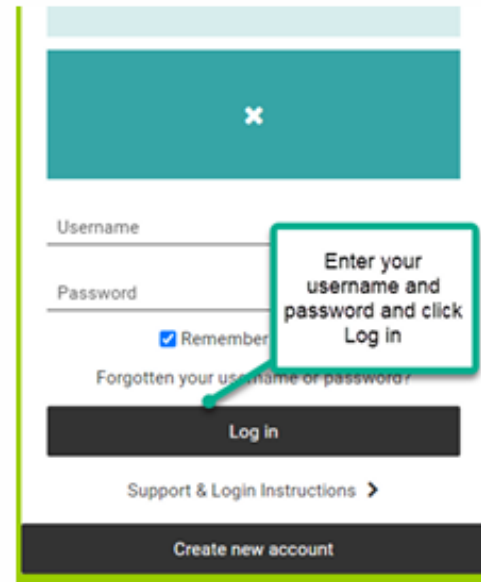 Username
Enter your
username and
password and click
Log in
Password
Remember
Forgotten your username or password?
Log in
Support & Login Instructions
Create new account